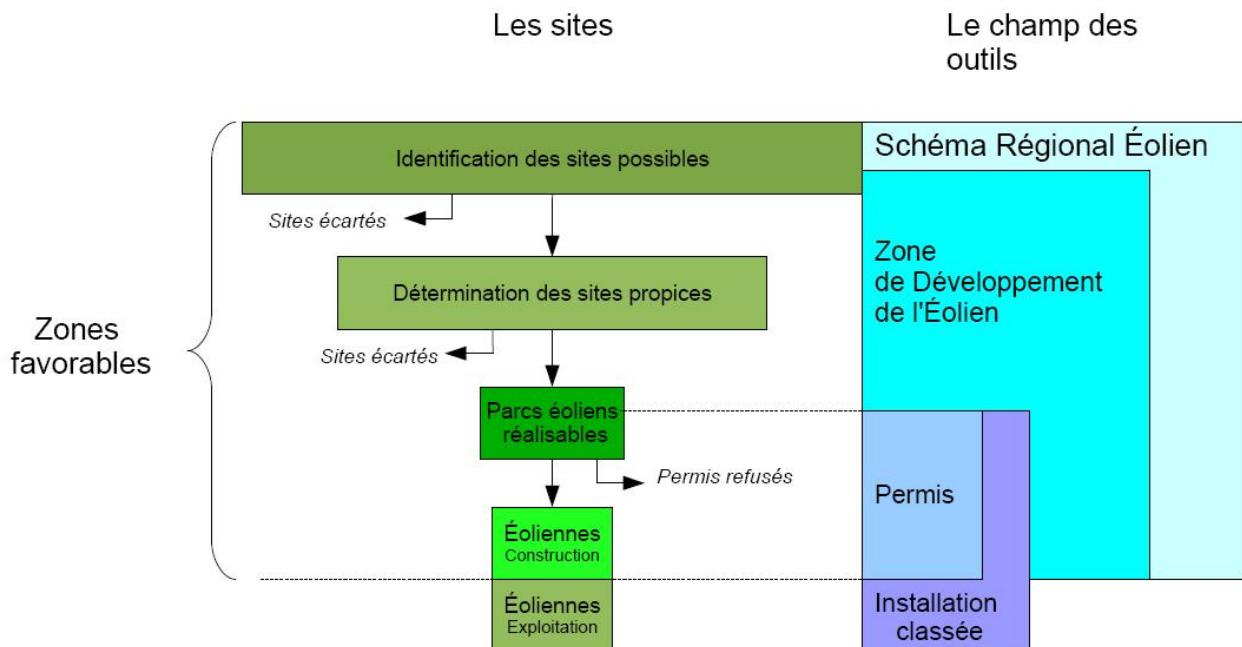 Les sites
Le champ des
outils
Identification des sites possibles
Schéma Régional Éolien
Sites écartés
Zone
de Développement
de l'Éolien
Détermination des sites propices
Zones
favorables
Sites écartés
Parcs éoliens
réalisables
Permis refusés
Permis
Éoliennes
Construction
Éoliennes
Exploitation
Installation
classée